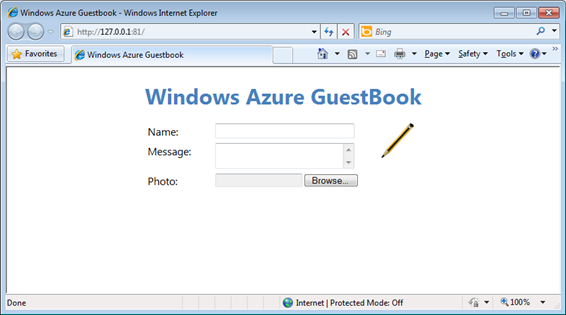 Windows Azure Guestbook - Windows Internet Explorer
http://127.0.0.1:81/
Bing
Favorites
Windows Azure Guestbook
Page
Safety
Tools
Windows Azure GuestBook
Name:
Message:
Photo:
Browse...
Done
Internet | Protected Mode: Off
100%